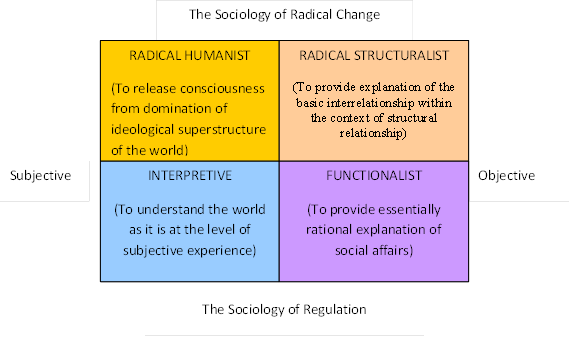 The Sociology of Radical Change
RADICAL HUMANIST
(To release consciousness
from domination of
ideological superstructure
of the world)
RADICAL STRUCTURALIST
(To provide explanation of the
basic interrelationship within
the context of structural
relationship)
Subjective
INTERPRETIVE
(To understand the world
as it is at the level of
subjective experience)
FUNCTIONALIST
(To provide essentially
rational explanation of
social affairs)
Objective
The Sociology of Regulation